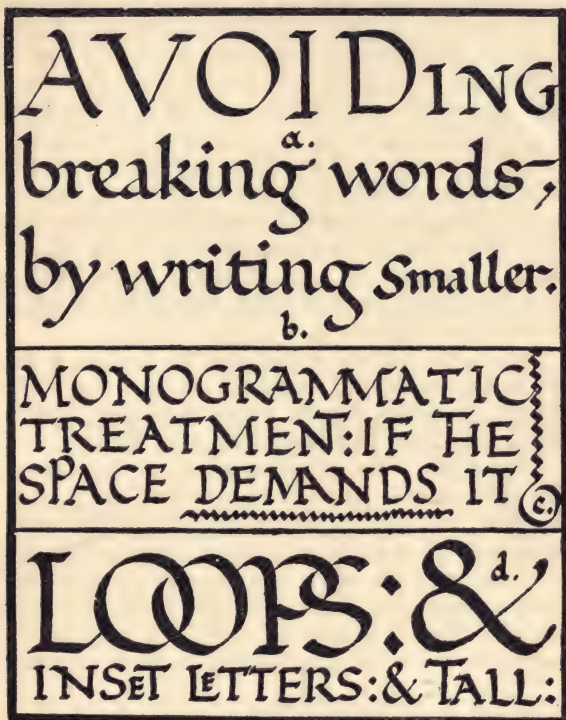 AVOIDING
a.
breaking words,
by writing Smaller.
b.
MONOGRAMMATIC
TREATMENT: IF THE
SPACE DEMANDS IT
c.
LOOPS: &
d.
INSET LETTERS: & TALL: